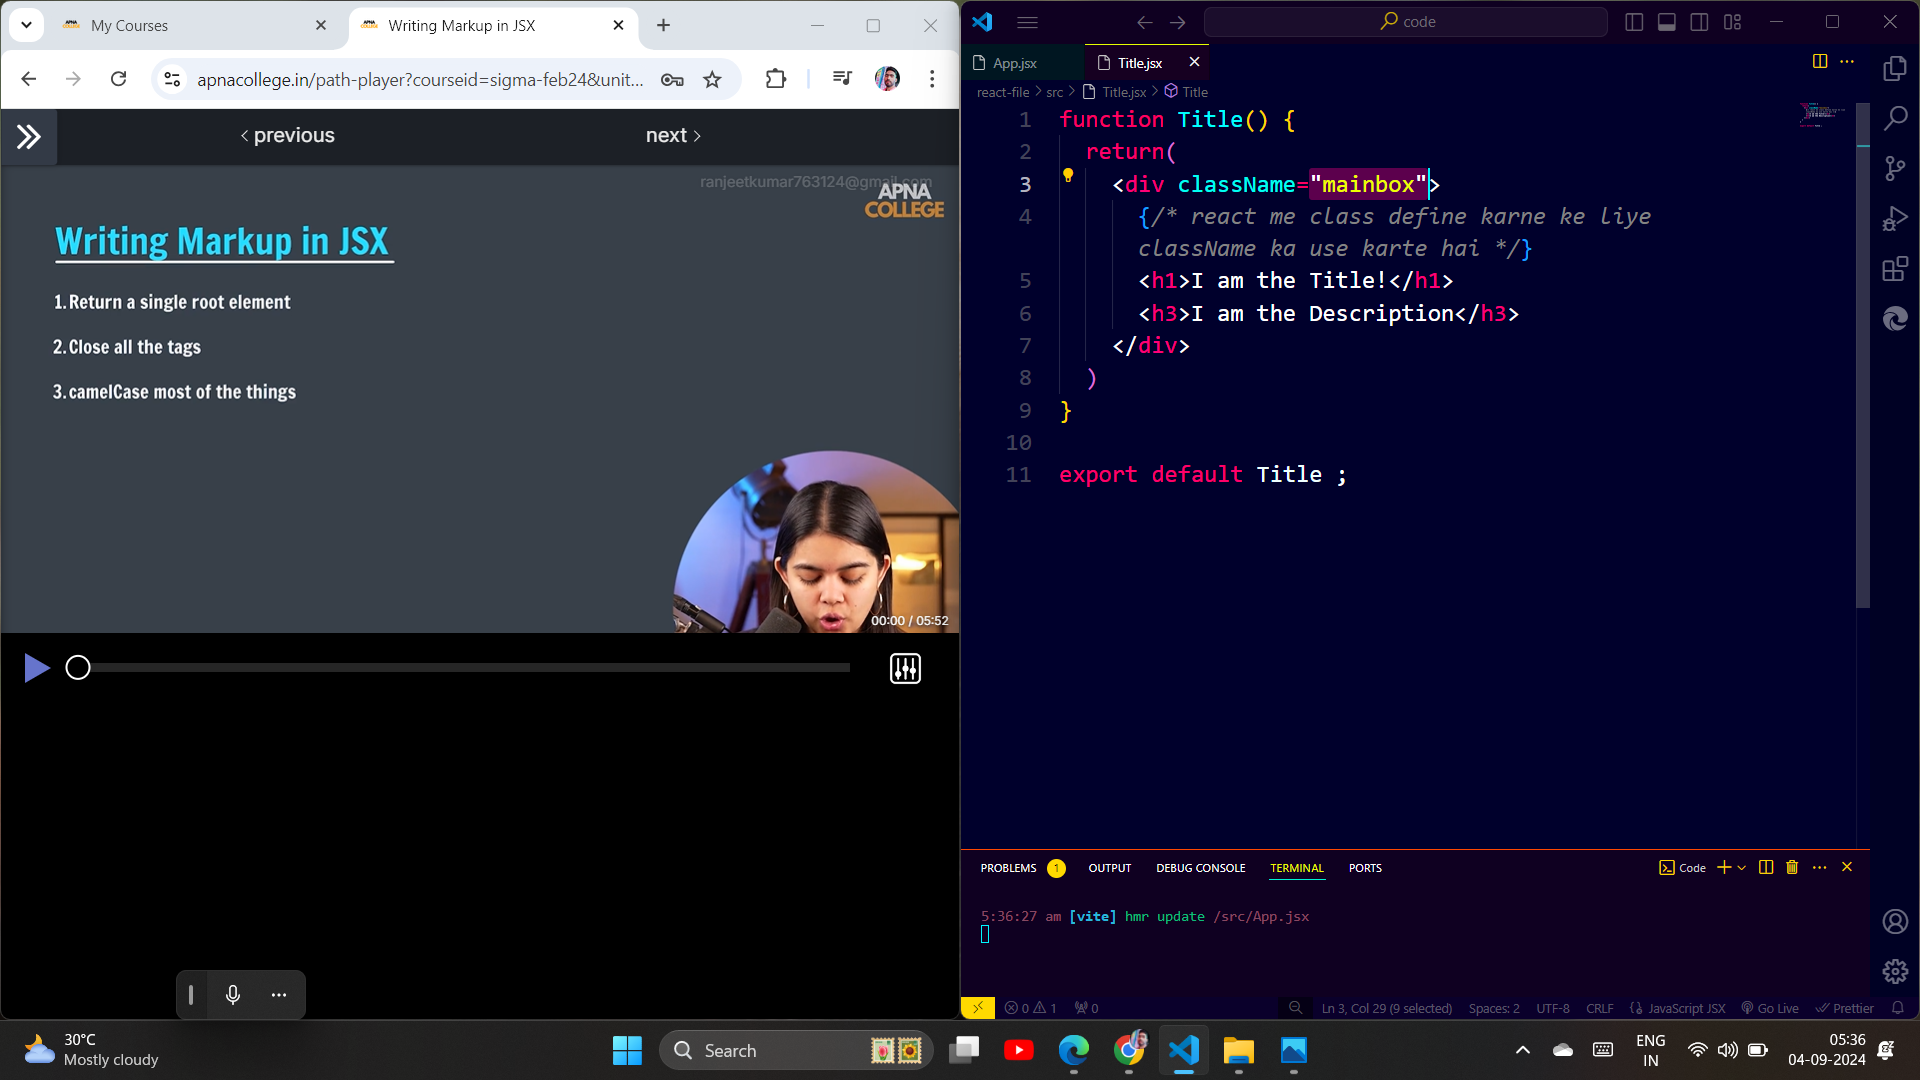 My Courses
Writing Markup in JSX
apnacollege.in/path-player?courseid=sigma-feb24&unit...
previous
next
ranjeetkumar763124@gmail.com
APNA
COLLEGE
Writing Markup in JSX
1. Return a single root element
2. Close all the tags
3. camelCase most of the things
00:00 / 05:52
code
App.jsx
Title.jsx
react-file > src > Title.jsx > Title
1 function Title() {
2 return(
3 <div className="mainbox">
4 {/* react me class define karne ke liye
className ka use karte hai */}
5 <h1>I am the Title!</h1>
6 <h3>I am the Description</h3>
7 </div>
8 )
9 }
10
11 export default Title ;
PROBLEMS 1 OUTPUT DEBUG CONSOLE TERMINAL PORTS
Code
5:36:27 am [vite] hmr update /src/App.jsx
0 1 0
Ln 3, Col 29 (9 selected) Spaces: 2 UTF-8 CRLF {} JavaScript JSX Go Live Prettier
30°C
Mostly cloudy
Search
ENG
IN
05:36
04-09-2024